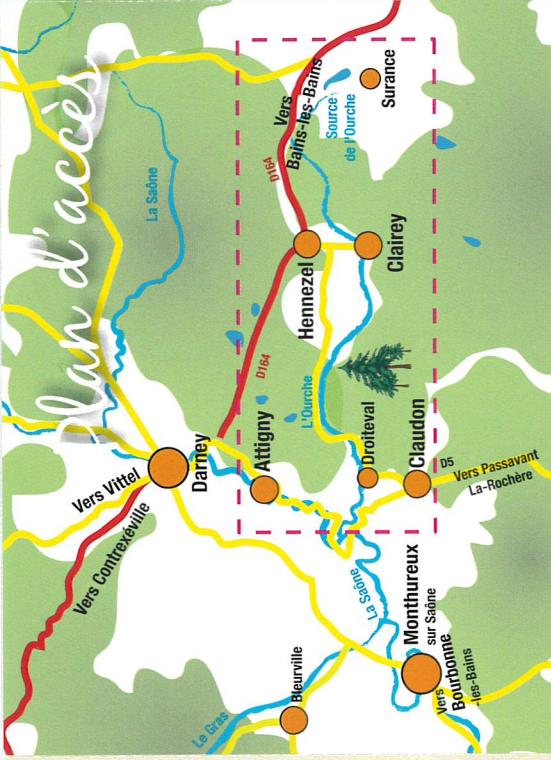 Plan d'accès
Vers Contrexéville
Vers Vittel
Darney
La Saône
D164
D164
Vers
Bains-les-Bains
Source
de l'Ourche
Surance
Hennezel
Clairey
L'Ourche
Attigny
Droiteval
Claudon
D5
Vers Passavant
La-Rochère
La Saône
Monthureux
sur Saône
Bleurville
Le Gras
Vers
Bourbonne
-les-Bains